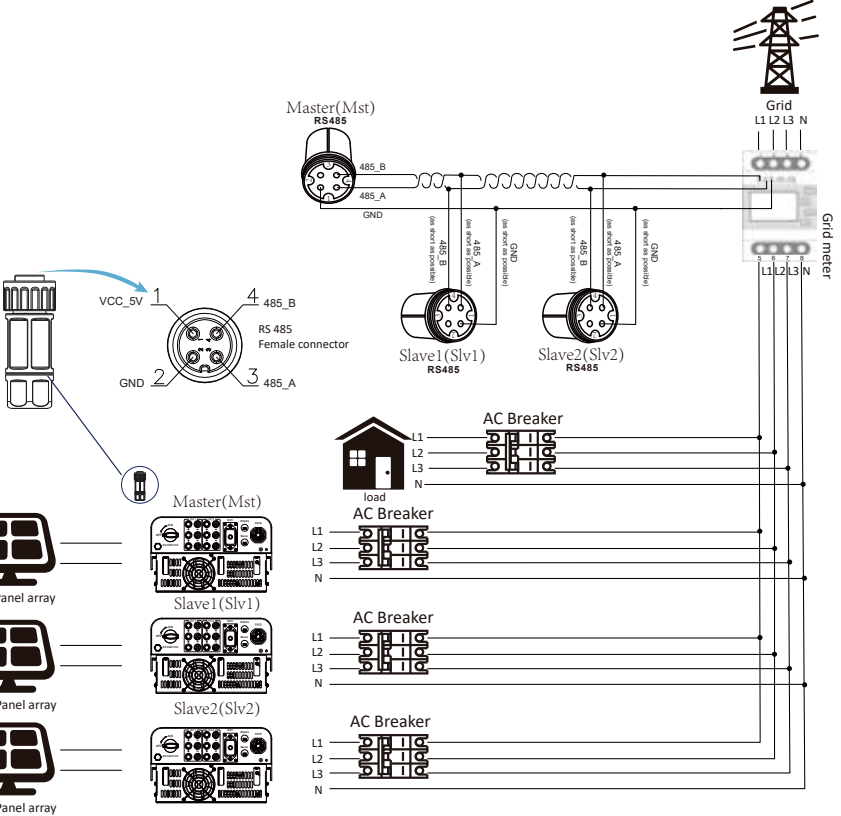 Grid
L1 L2 L3 N
Master(Mst)
RS485
485_B
485_A
GND
Grid meter
5 6 7 8
L1 L2 L3 N
485_B
(as short as possible)
485_A
(as short as possible)
GND
(as short as possible)
485_B
(as short as possible)
485_A
(as short as possible)
GND
(as short as possible)
Slave1(Slv1)
RS485
Slave2(Slv2)
RS485
VCC_5V 1
4 485_B
RS 485
Female connector
GND 2
3 485_A
AC Breaker
L1
L2
L3
N
load
Master(Mst)
AC Breaker
L1
L2
L3
N
Panel array
Slave1(Slv1)
AC Breaker
L1
L2
L3
N
Panel array
Slave2(Slv2)
AC Breaker
L1
L2
L3
N
Panel array